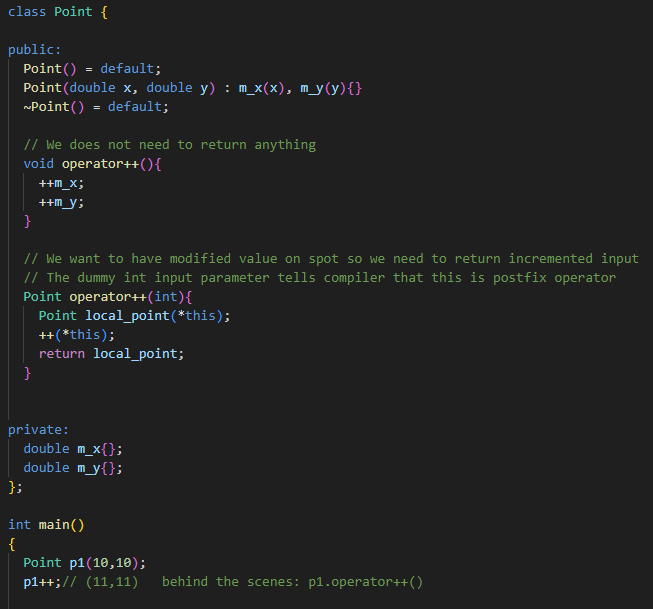 class Point {
public:
Point() = default;
Point(double x, double y) : m_x(x), m_y(y){}
~Point() = default;
// We does not need to return anything
void operator++(){
++m_x;
++m_y;
}
// We want to have modified value on spot so we need to return incremented input
// The dummy int input parameter tells compiler that this is postfix operator
Point operator++(int){
Point local_point(*this);
++(*this);
return local_point;
}
private:
double m_x{};
double m_y{};
};
int main()
{
Point p1(10,10);
p1++;// (11,11)   behind the scenes: p1.operator++()